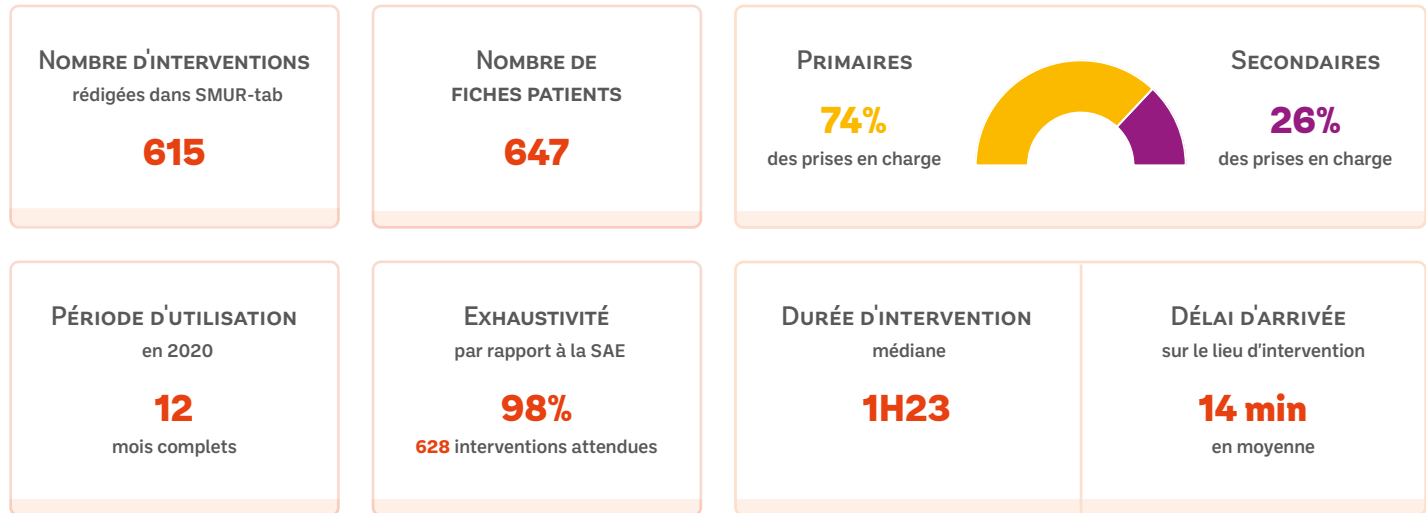 Nombre d'interventions
rédigées dans SMUR-tab
615
Nombre de
fiches patients
647
Primaires
74%
des prises en charge
Secondaires
26%
des prises en charge
Période d'utilisation
en 2020
12
mois complets
Exhaustivité
par rapport à la SAE
98%
628 interventions attendues
Durée d'intervention
médiane
1H23
Délai d'arrivée
sur le lieu d'intervention
14 min
en moyenne